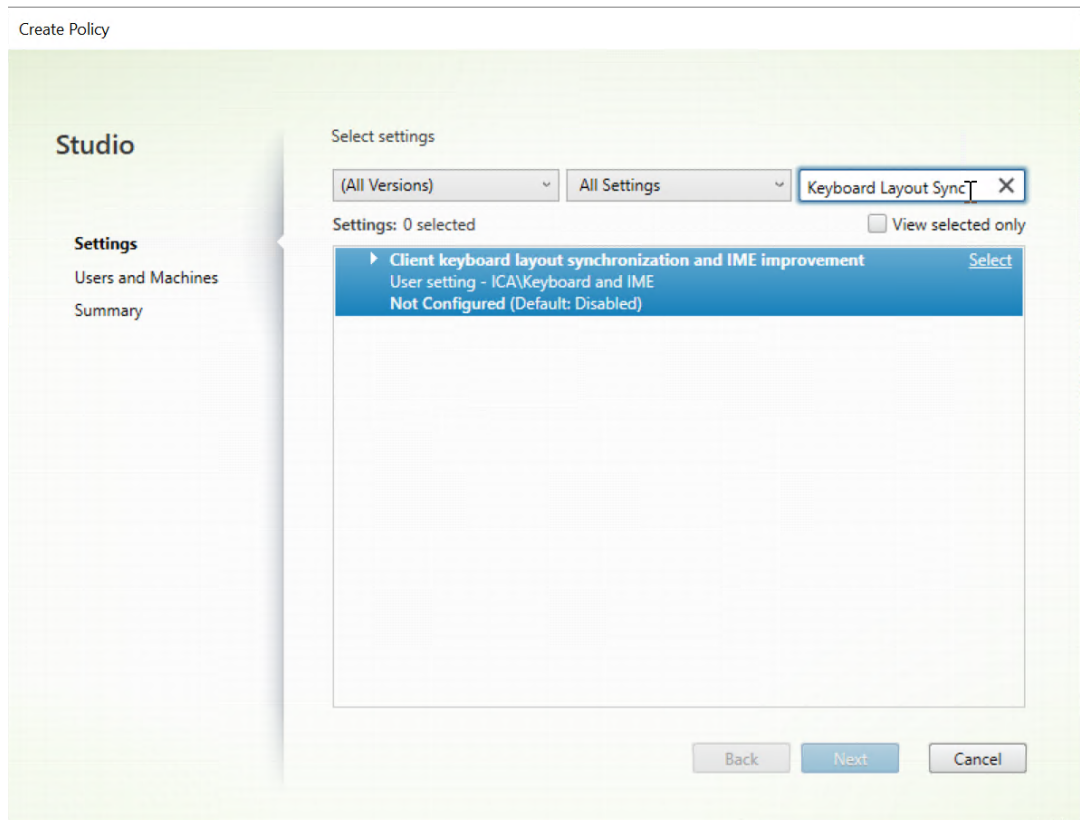 Create Policy
Studio
Settings
Users and Machines
Summary
Select settings
(All Versions)
All Settings
Keyboard Layout Sync
Settings: 0 selected
View selected only
Client keyboard layout synchronization and IME improvement
Select
User setting - ICA\Keyboard and IME
Not Configured (Default: Disabled)
Back
Next
Cancel